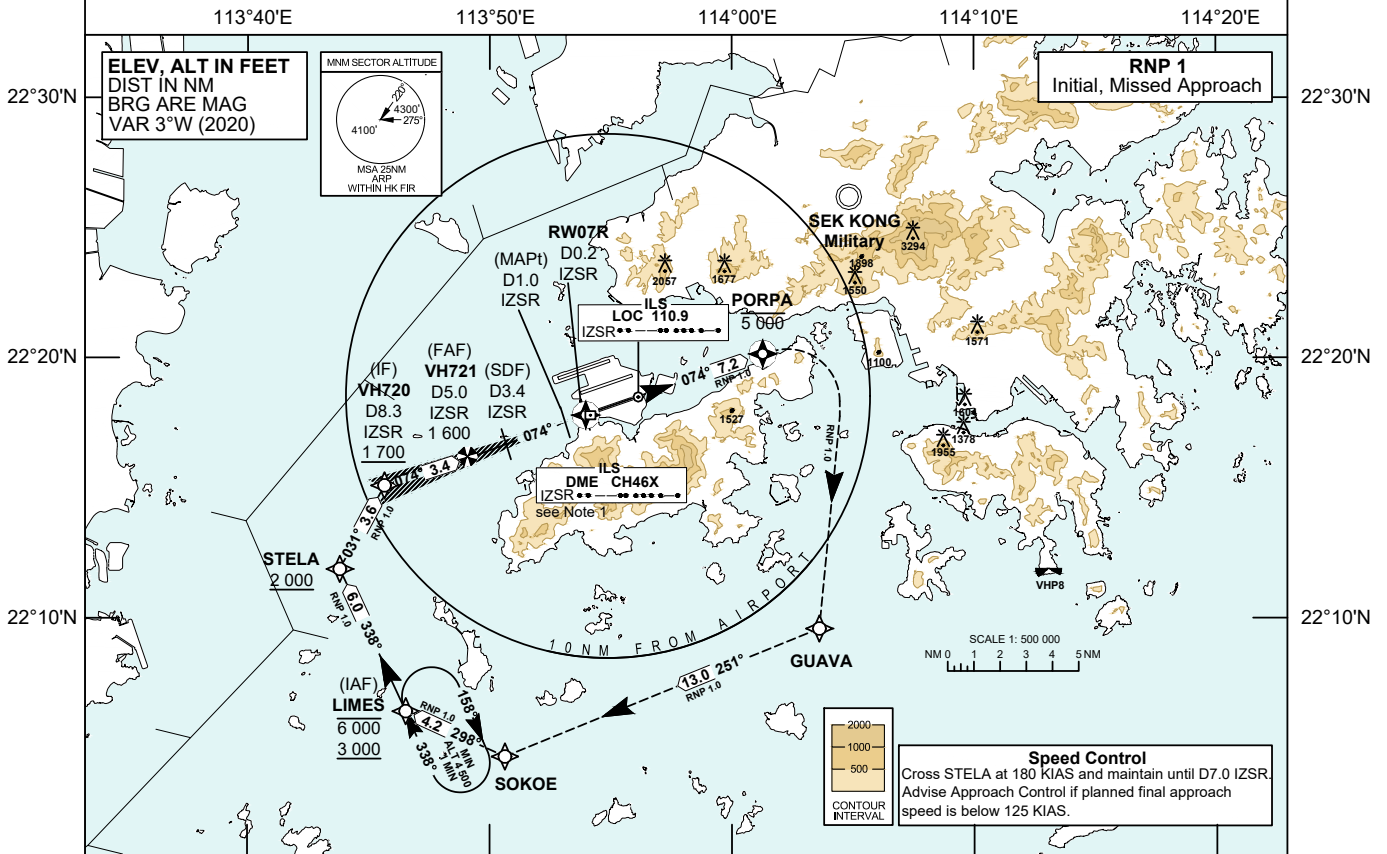 113°40'E
113°50'E
114°00'E
114°10'E
114°20'E
ELEV, ALT IN FEET
DIST IN NM
BRG ARE MAG
VAR 3°W (2020)
MNM SECTOR ALTITUDE
220°
4300'
275°
4100'
MSA 25NM
ARP
WITHIN HK FIR
RNP 1
Initial, Missed Approach
22°30'N
22°30'N
SEK KONG
Military
3294
1898
1550
2057
1677
RW07R
D0.2
IZSR
(MAPt)
D1.0
IZSR
ILS
LOC 110.9
IZSR
PORPA
5 000
22°20'N
22°20'N
1571
1100
1604
1378
1955
1527
(FAF)
VH721
D5.0
IZSR
1 600
(SDF)
D3.4
IZSR
(IF)
VH720
D8.3
IZSR
1 700
074° 7.2
RNP 1.0
RNP 1.0
074°
074° 3.4
ILS
DME CH46X
IZSR
see Note 1
031° 3.6
RNP 1.0
STELA
2 000
6.0 338°
RNP 1.0
VHP8
22°10'N
22°10'N
10NM FROM AIRPORT
GUAVA
SCALE 1: 500 000
NM 0 1 2 3 4 5 NM
13.0 251°
RNP 1.0
(IAF)
LIMES
6 000
3 000
158°
RNP 1.0
4.2 298°
338°
MIN
ALT 4 500
1 MIN
SOKOE
2000
1000
500
CONTOUR
INTERVAL
Speed Control
Cross STELA at 180 KIAS and maintain until D7.0 IZSR.
Advise Approach Control if planned final approach
speed is below 125 KIAS.